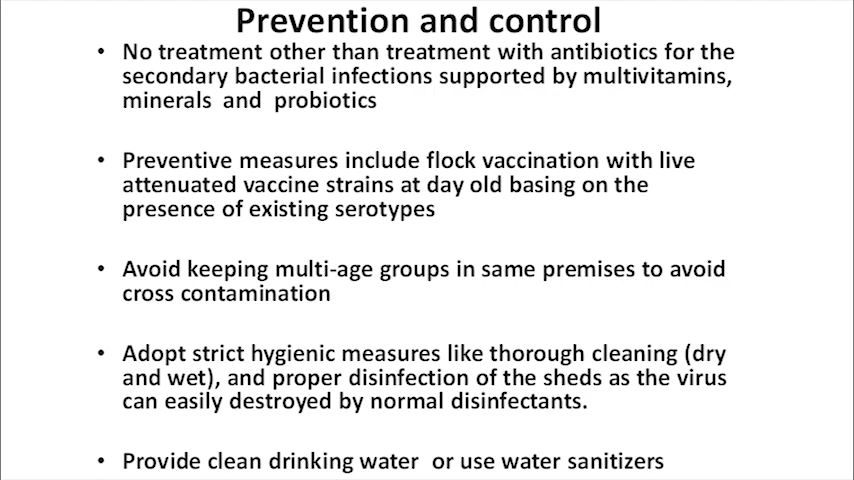 Prevention and control
• No treatment other than treatment with antibiotics for the
secondary bacterial infections supported by multivitamins,
minerals and probiotics
• Preventive measures include flock vaccination with live
attenuated vaccine strains at day old basing on the
presence of existing serotypes
• Avoid keeping multi-age groups in same premises to avoid
cross contamination
• Adopt strict hygienic measures like thorough cleaning (dry
and wet), and proper disinfection of the sheds as the virus
can easily destroyed by normal disinfectants.
• Provide clean drinking water or use water sanitizers